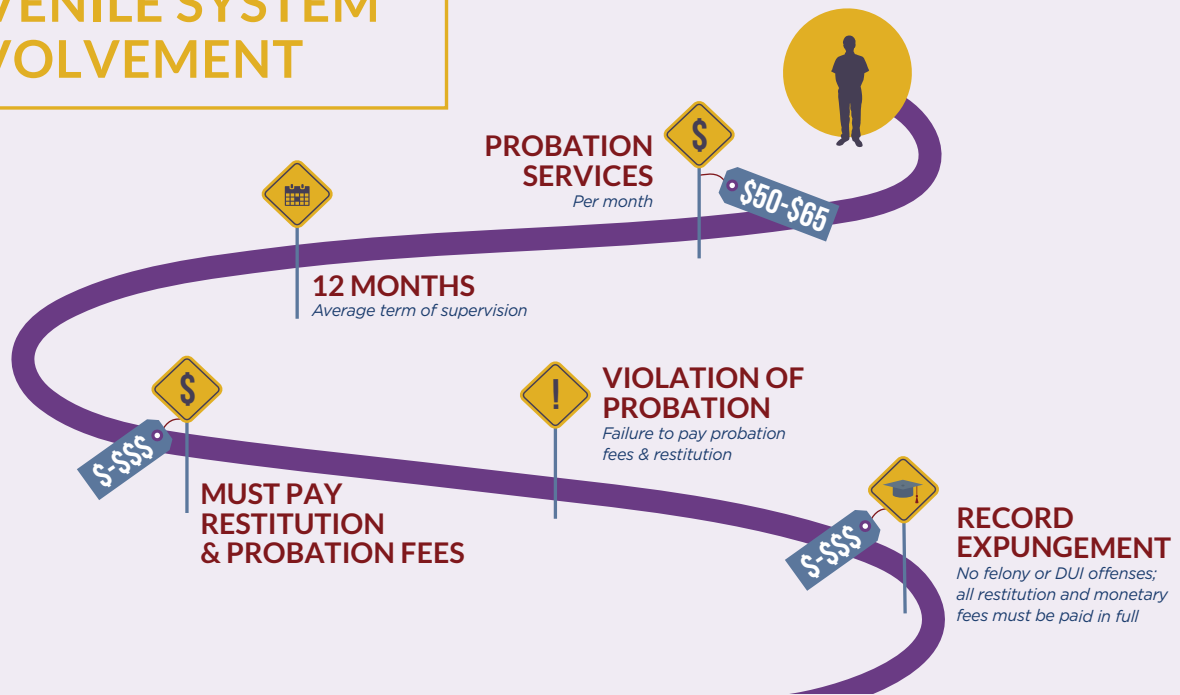 VENILE SYSTEM
VOLVEMENT
PROBATION
SERVICES
Per month
$
$50-$65
12 MONTHS
Average term of supervision
$
$-$$$
MUST PAY
RESTITUTION
& PROBATION FEES
!
VIOLATION OF
PROBATION
Failure to pay probation
fees & restitution
$-$$$
RECORD
EXPUNGEMENT
No felony or DUI offenses;
all restitution and monetary
fees must be paid in full